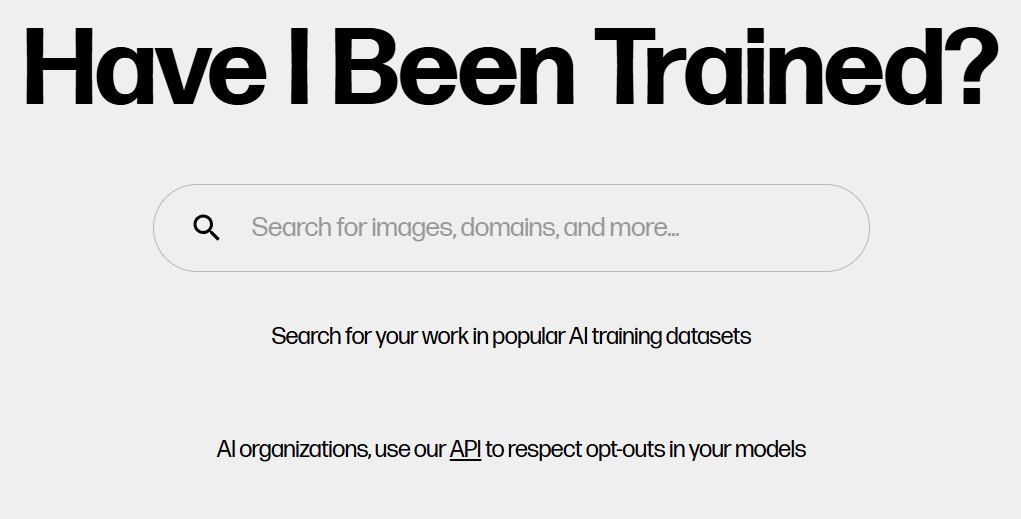 Have I Been Trained?
Search for images, domains, and more...
Search for your work in popular AI training datasets
AI organizations, use our API to respect opt-outs in your models